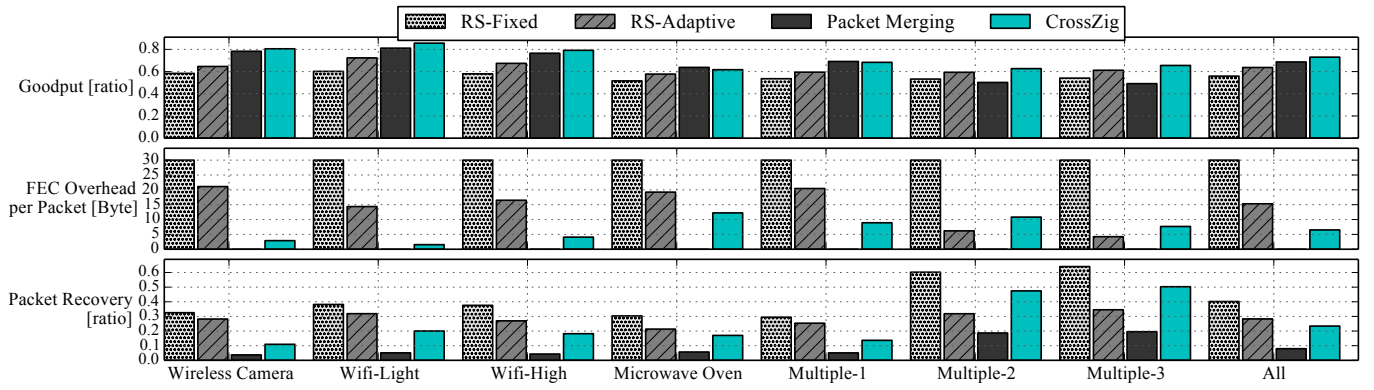 RS-Fixed RS-Adaptive Packet Merging CrossZig
Goodput [ratio]
0.8
0.6
0.4
0.2
0.0
FEC Overhead
per Packet [Byte]
30
25
20
15
10
5
0
Packet Recovery
[ratio]
0.6
0.5
0.4
0.3
0.2
0.1
0.0
Wireless Camera Wifi-Light Wifi-High Microwave Oven Multiple-1 Multiple-2 Multiple-3 All